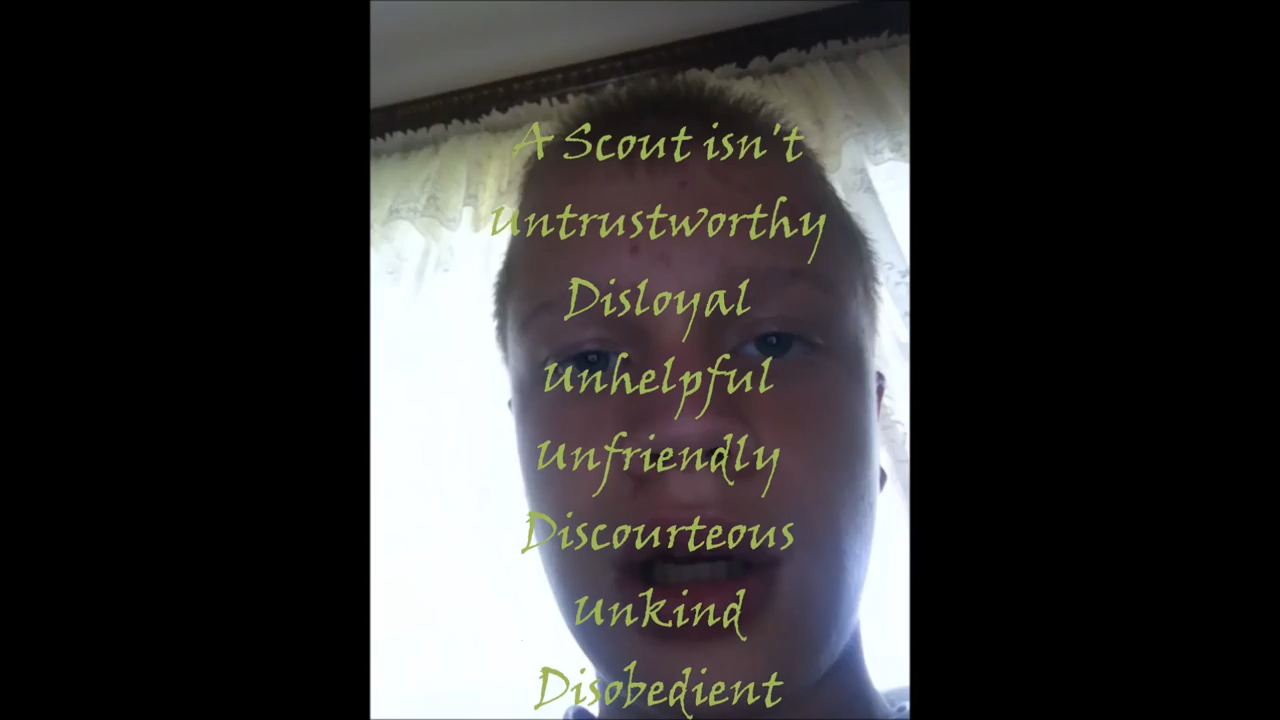 A Scout isn't
Untrustworthy
Disloyal
Unhelpful
Unfriendly
Discourteous
Unkind
Disobedient